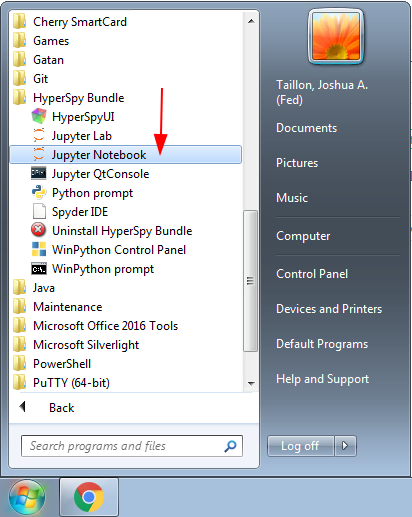 Cherry SmartCard
Games
Gatan
Git
HyperSpy Bundle
HyperSpyUI
Jupyter Lab
Jupyter Notebook
Jupyter QtConsole
Python prompt
Spyder IDE
Uninstall HyperSpy Bundle
WinPython Control Panel
WinPython prompt
Java
Maintenance
Microsoft Office 2016 Tools
Microsoft Silverlight
PowerShell
PuTTY (64-bit)
Back
Search programs and files
Taillon, Joshua A.
(Fed)
Documents
Pictures
Music
Computer
Control Panel
Devices and Printers
Default Programs
Help and Support
Log off